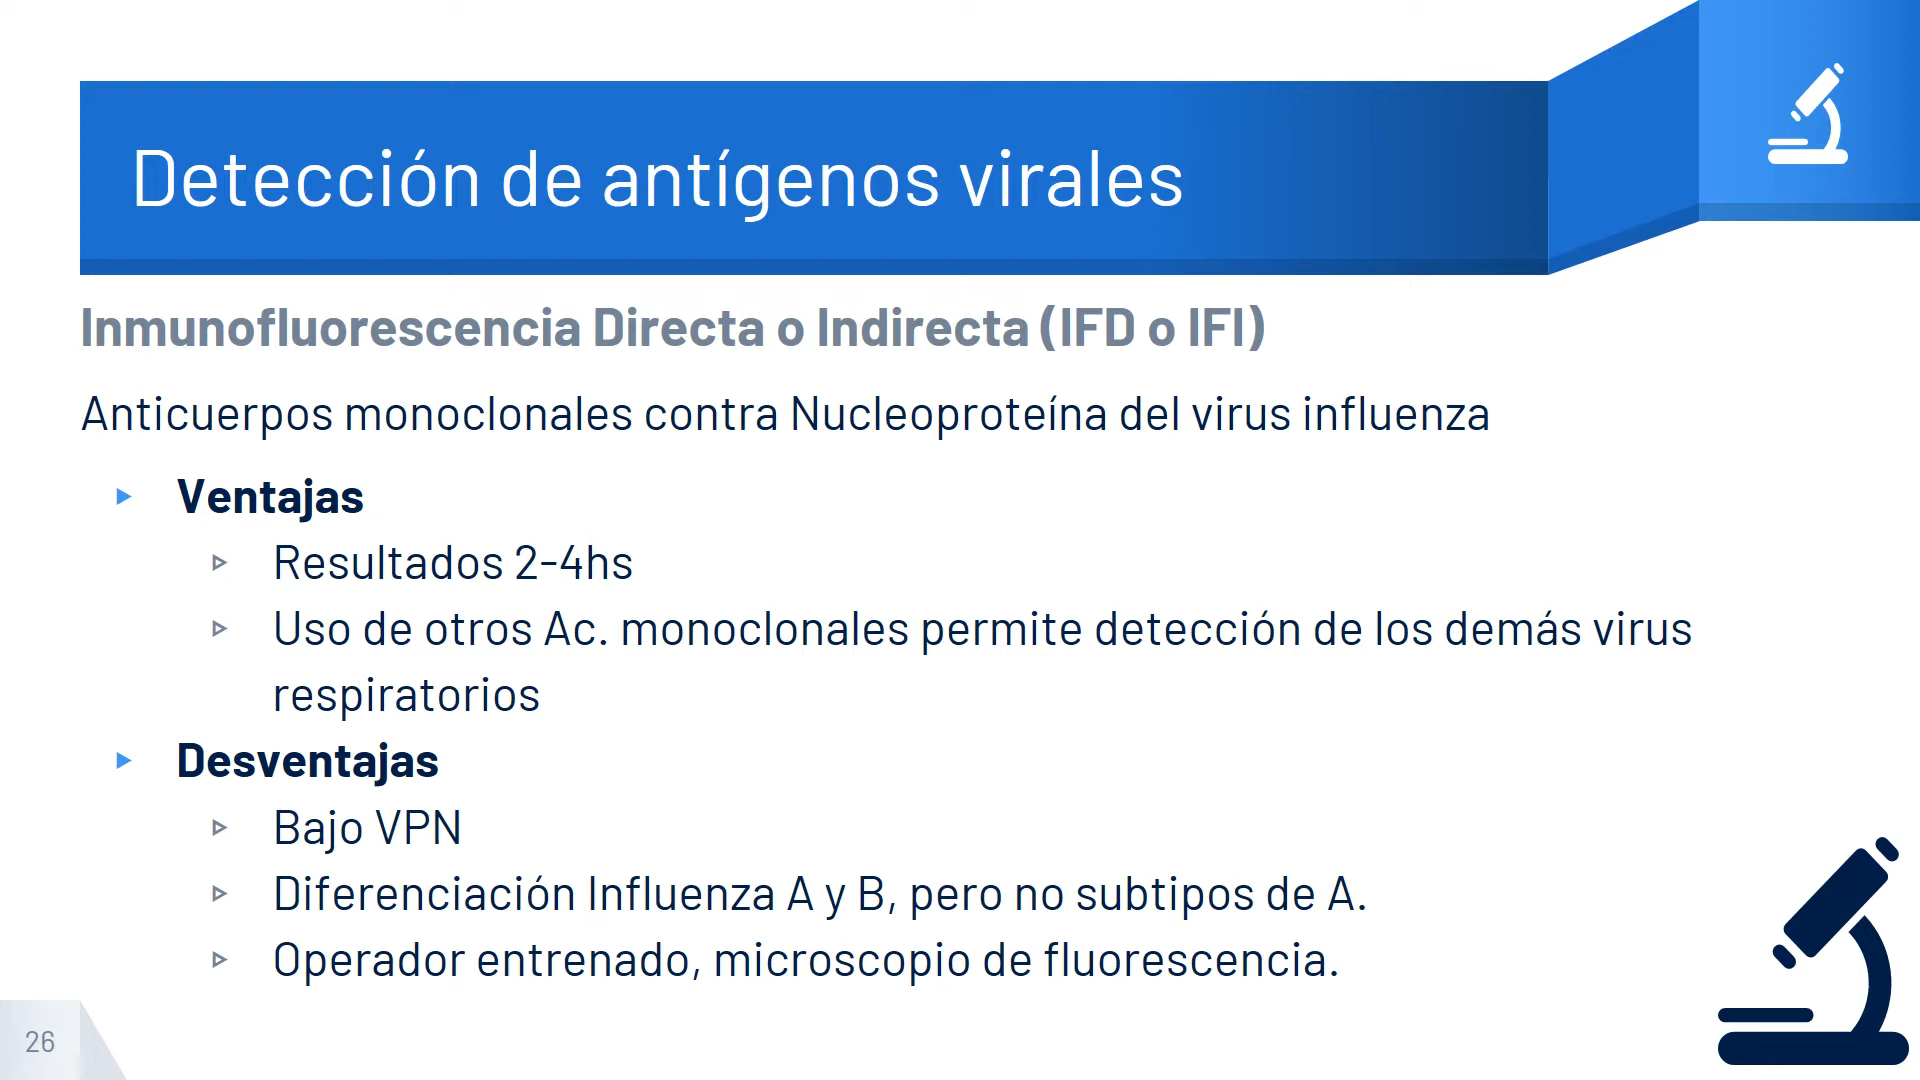 Detección de antígenos virales
Inmunofluorescencia Directa o Indirecta (IFD o IFI)
Anticuerpos monoclonales contra Nucleoproteína del virus influenza
Ventajas
Resultados 2-4hs
Uso de otros Ac. monoclonales permite detección de los demás virus
respiratorios
Desventajas
Bajo VPN
Diferenciación Influenza A y B, pero no subtipos de A.
Operador entrenado, microscopio de fluorescencia.
26